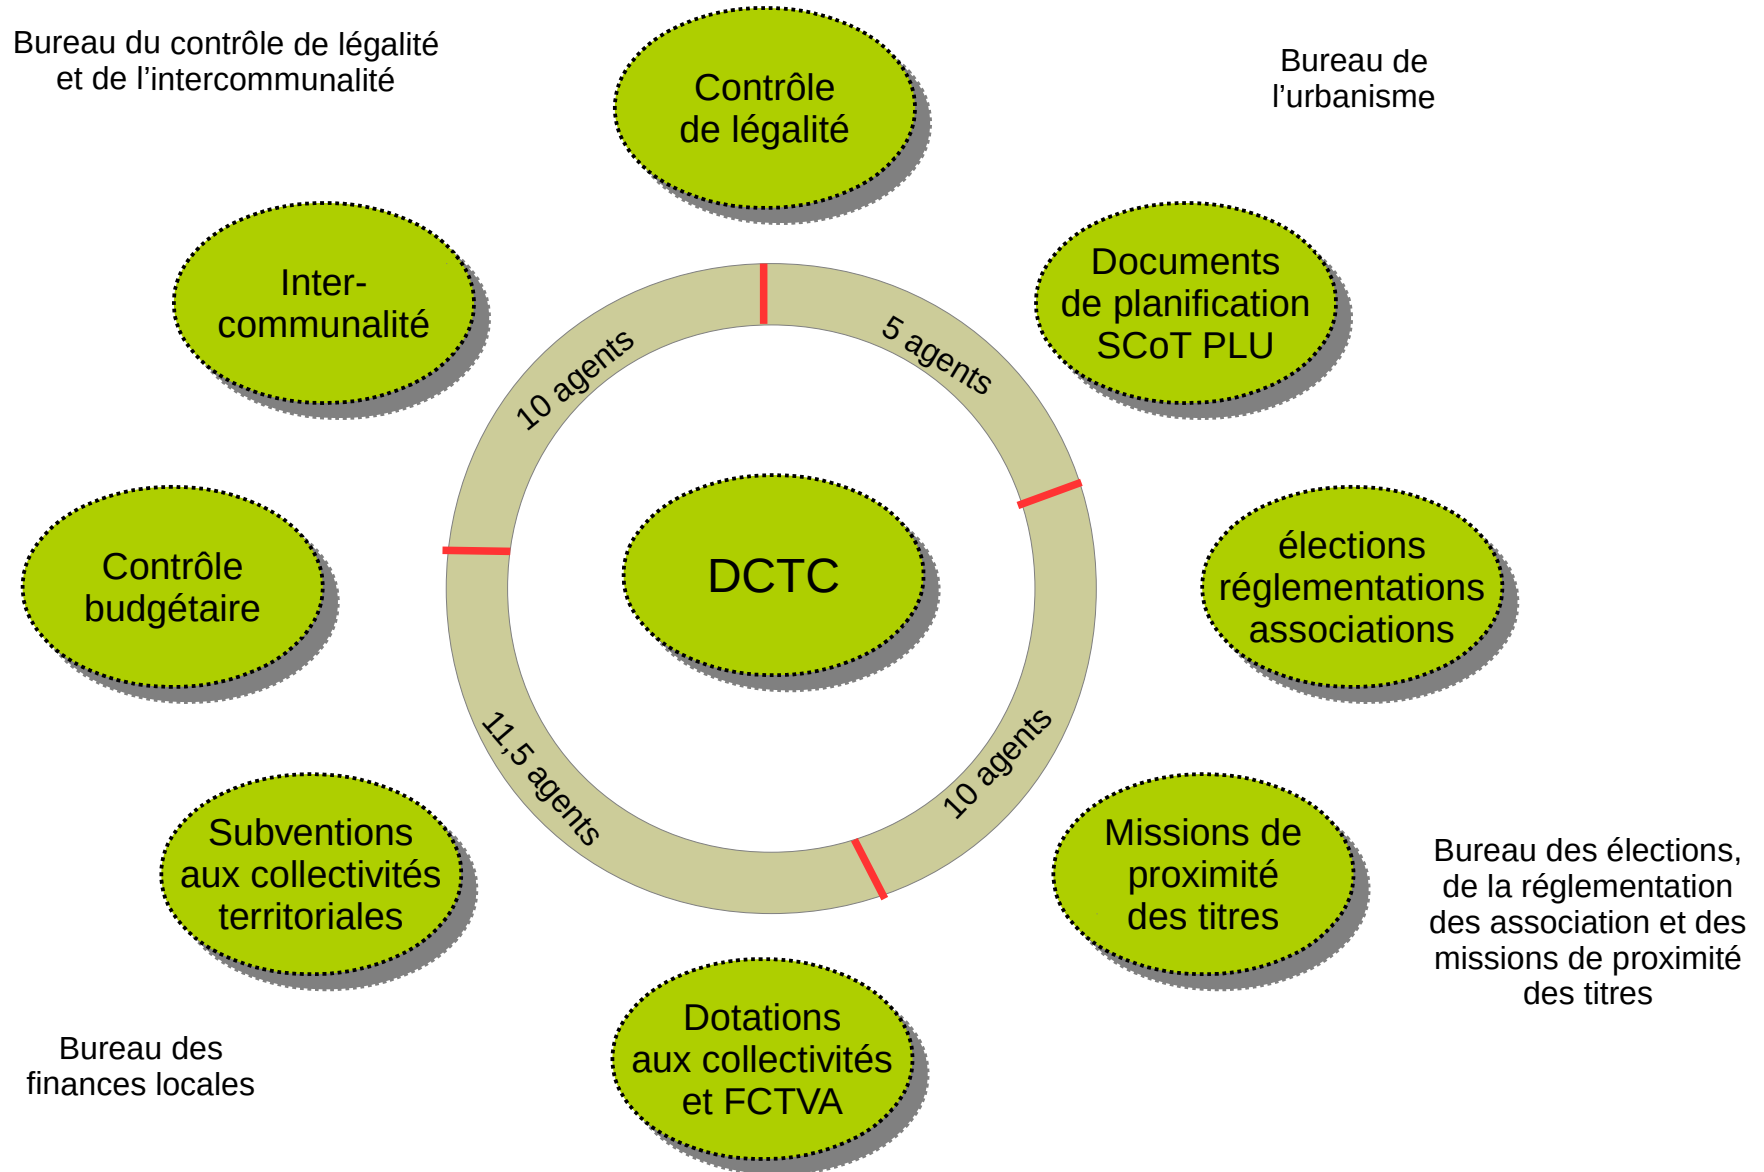 Bureau du contrôle de légalité
et de l’intercommunalité
Contrôle
de légalité
Bureau de
l’urbanisme
Inter-
communalité
Documents
de planification
SCoT PLU
10 agents
5 agents
Contrôle
budgétaire
DCTC
élections
réglementations
associations
11,5 agents
10 agents
Subventions
aux collectivités
territoriales
Missions de
proximité
des titres
Bureau des élections,
de la réglementation
des association et des
missions de proximité
des titres
Bureau des
finances locales
Dotations
aux collectivités
et FCTVA